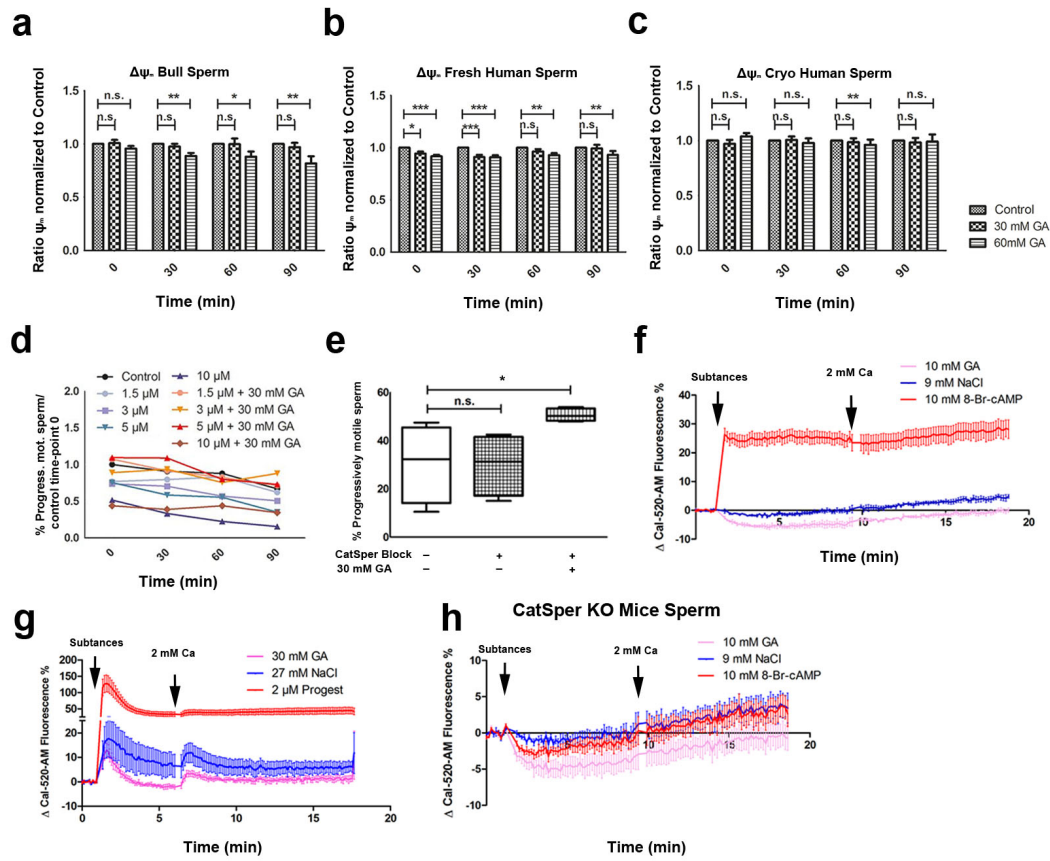 a
Δψₘ Bull Sperm
Ratio ψₘ normalized to Control
1.5
1.0
0.5
0.0
n.s.
n.s
**
n.s
*
n.s
**
n.s
0
30
60
90
Time (min)
b
Δψₘ Fresh Human Sperm
Ratio ψₘ normalized to Control
1.5
1.0
0.5
0.0
***
*
***
***
**
n.s
**
n.s
0
30
60
90
Time (min)
c
Δψₘ Cryo Human Sperm
Ratio ψₘ normalized to Control
1.5
1.0
0.5
0.0
n.s.
n.s
n.s.
n.s
**
n.s
n.s.
n.s
0
30
60
90
Time (min)
Control
30 mM GA
60mM GA
d
% Progress. mot. sperm/
control time-point 0
2.0
1.5
1.0
0.5
0.0
Control
1.5 µM
3 µM
5 µM
10 µM
1.5 µM + 30 mM GA
3 µM + 30 mM GA
5 µM + 30 mM GA
10 µM + 30 mM GA
0
30
60
90
Time (min)
e
% Progressively motile sperm
60
40
20
0
*
n.s.
CatSper Block – + +
30 mM GA – – +
f
Δ Cal-520-AM Fluorescence %
40
30
20
10
0
-10
Subtances
2 mM Ca
10 mM GA
9 mM NaCl
10 mM 8-Br-cAMP
5
10
15
20
Time (min)
g
Δ Cal-520-AM Fluorescence %
200
150
100
50
20
10
0
-10
Subtances
2 mM Ca
30 mM GA
27 mM NaCl
2 µM Progest
0
5
10
15
20
Time (min)
CatSper KO Mice Sperm
h
Δ Cal-520-AM Fluorescence %
10
5
0
-5
-10
Subtances
2 mM Ca
10 mM GA
9 mM NaCl
10 mM 8-Br-cAMP
5
10
15
20
Time (min)